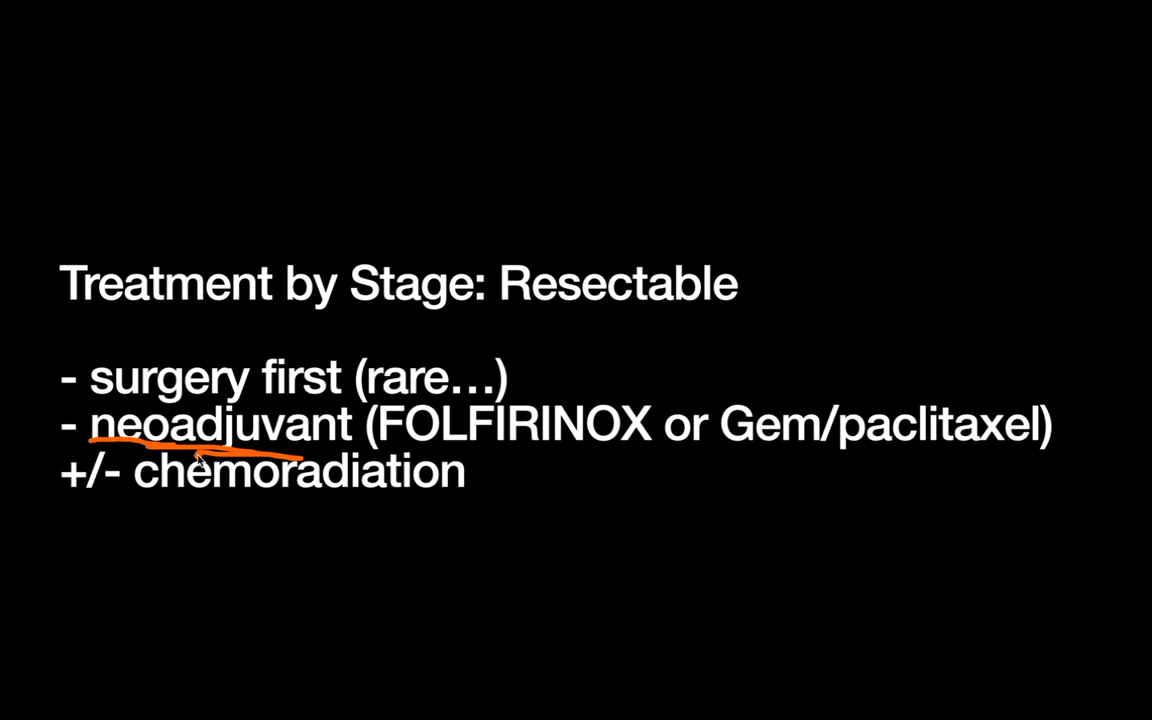 Treatment by Stage: Resectable
- surgery first (rare…)
- neoadjuvant (FOLFIRINOX or Gem/paclitaxel)
+/- chemoradiation